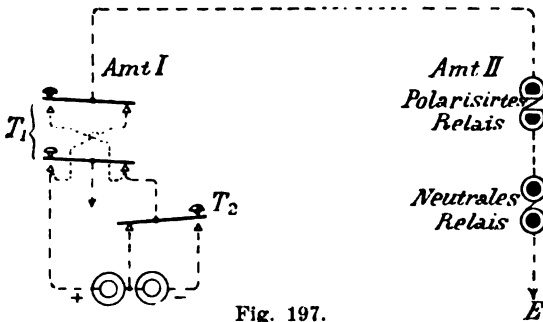 Amt I
Amt II
Polarisirtes
Relais
T1
Neutrales
Relais
T2
+ -
E
Fig. 197.